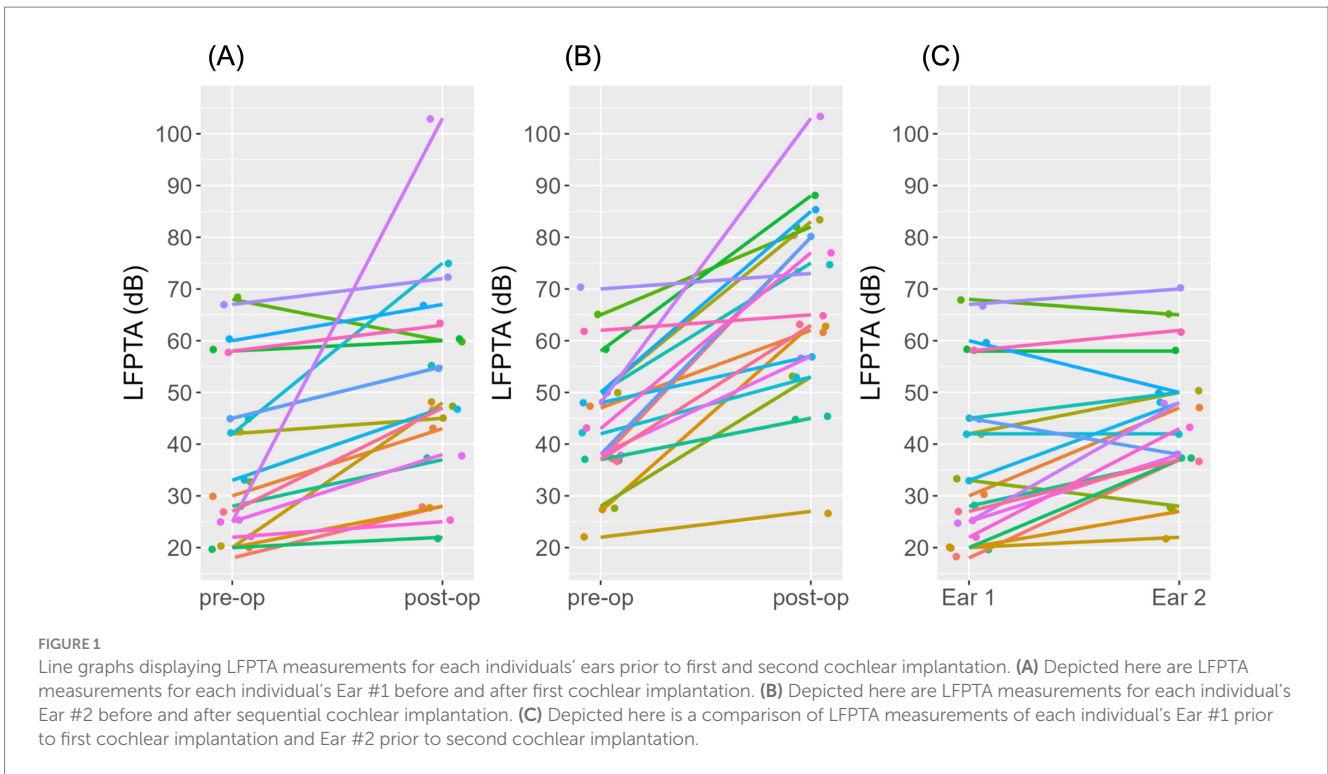 (A) (B) (C)
LFPTA (dB)
100
90
80
70
60
50
40
30
20
pre-op post-op
LFPTA (dB)
100
90
80
70
60
50
40
30
20
pre-op post-op
LFPTA (dB)
100
90
80
70
60
50
40
30
20
Ear 1 Ear 2
FIGURE 1
Line graphs displaying LFPTA measurements for each individuals' ears prior to first and second cochlear implantation. (A) Depicted here are LFPTA
measurements for each individual's Ear #1 before and after first cochlear implantation. (B) Depicted here are LFPTA measurements for each individual's
Ear #2 before and after sequential cochlear implantation. (C) Depicted here is a comparison of LFPTA measurements of each individual's Ear #1 prior
to first cochlear implantation and Ear #2 prior to second cochlear implantation.